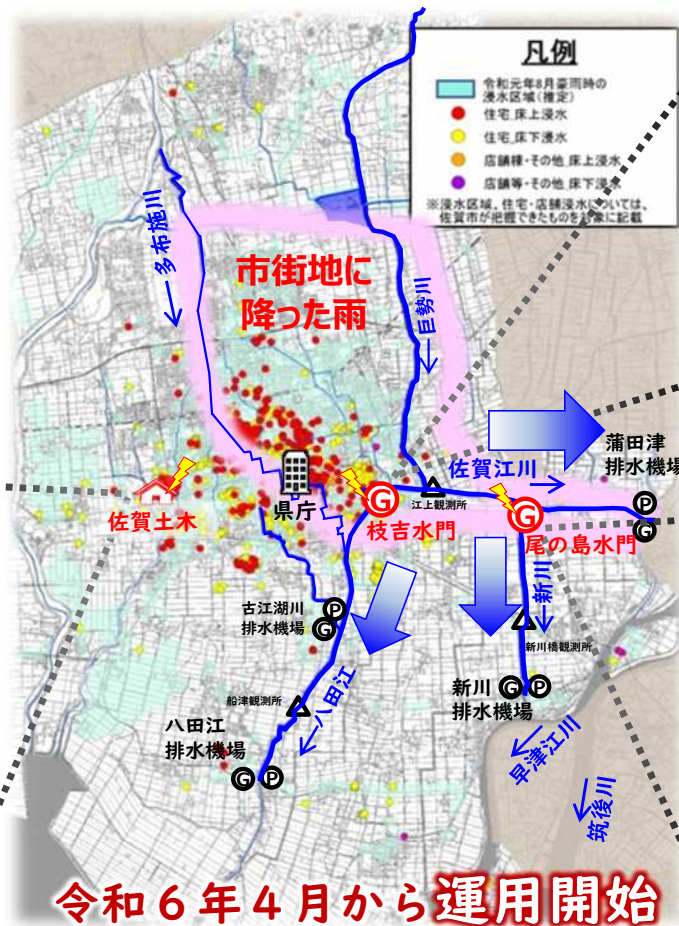 凡例
令和元年8月豪雨時の
浸水区域(推定)
住宅_床上浸水
住宅_床下浸水
店舗棟・その他_床上浸水
店舗等・その他_床下浸水
※浸水区域、住宅・店舗浸水については、
佐賀市が把握できたものを対象に記載
多布施川
市街地に
降った雨
巨勢川
蒲田津
排水機場
佐賀江川
江上観測所
P
G
G
G
佐賀土木
県庁
枝吉水門
尾の島水門
新川
古江湖川
排水機場
P
G
新川橋観測所
船津観測所
八田江
新川
排水機場
G
P
八田江
排水機場
G
P
早津江川
筑後川
令和6年4月から運用開始